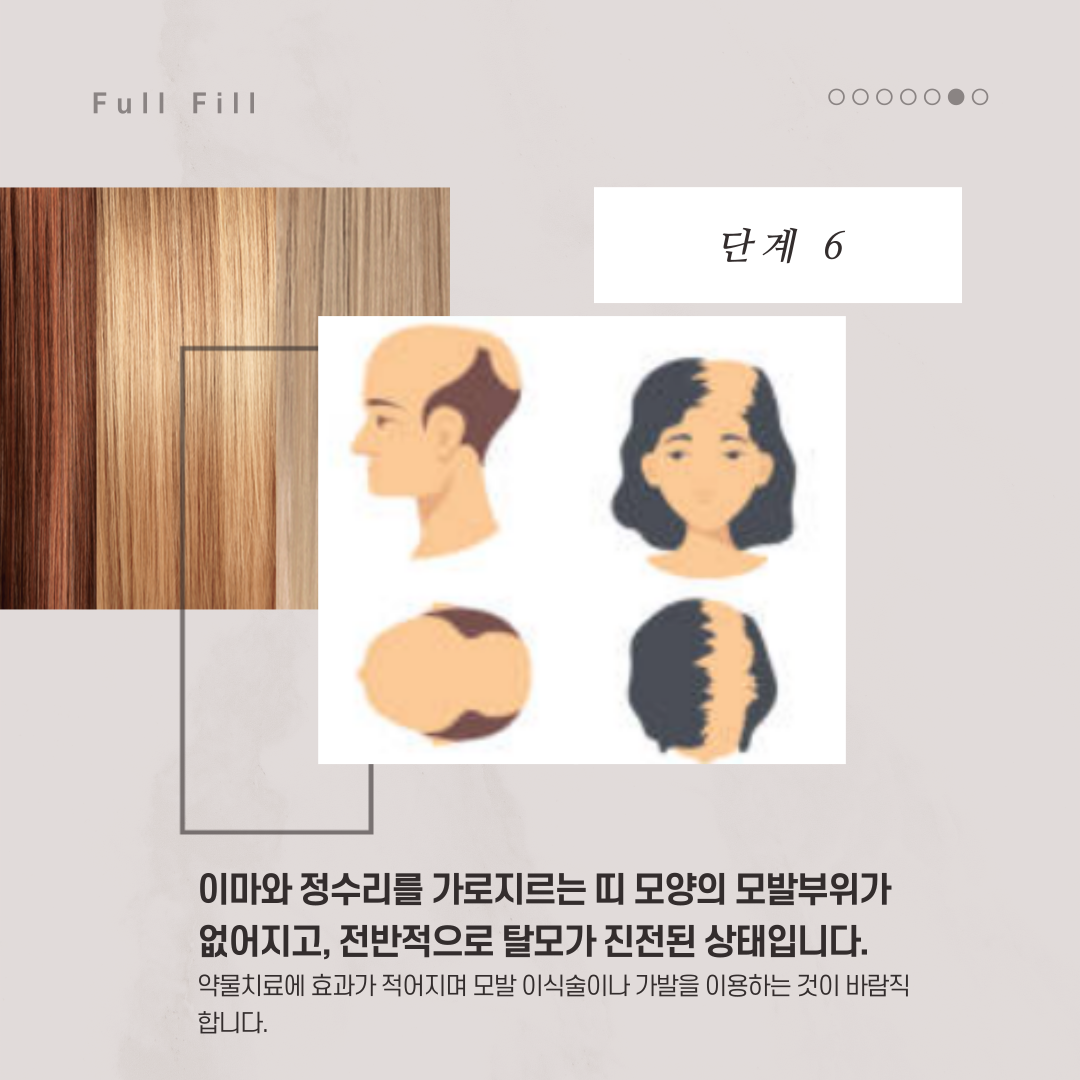 Full Fill
단계 6
이마와 정수리를 가로지르는 띠 모양의 모발부위가
없어지고, 전반적으로 탈모가 진전된 상태입니다.
약물치료에 효과가 적어지며 모발 이식술이나 가발을 이용하는 것이 바람직
합니다.